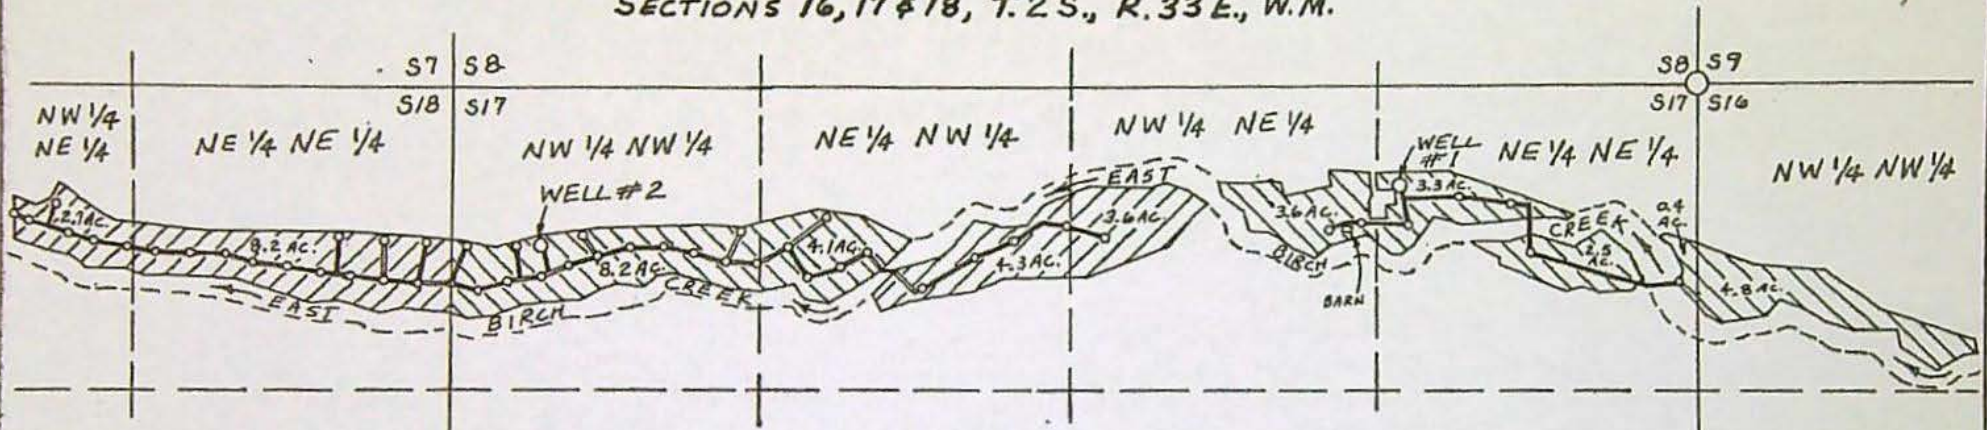 SECTIONS 16, 17 & 18, T. 2 S., R. 33 E., W.M.
S7 S8
S8 S9
S18 S17
S17 S16
NW 1/4
NE 1/4
NE 1/4 NE 1/4
NW 1/4 NW 1/4
NE 1/4 NW 1/4
NW 1/4 NE 1/4
NE 1/4 NE 1/4
NW 1/4 NW 1/4
WELL
#1
WELL #2
EAST
3.3 AC.
0.4
AC.
3.6 AC.
3.6 AC.
CREEK
2.5
AC.
8.2 AC.
4.1 AC.
4.3 AC.
8.2 AC.
BIRCH
4.8 AC.
CREEK
BARN
EAST
BIRCH